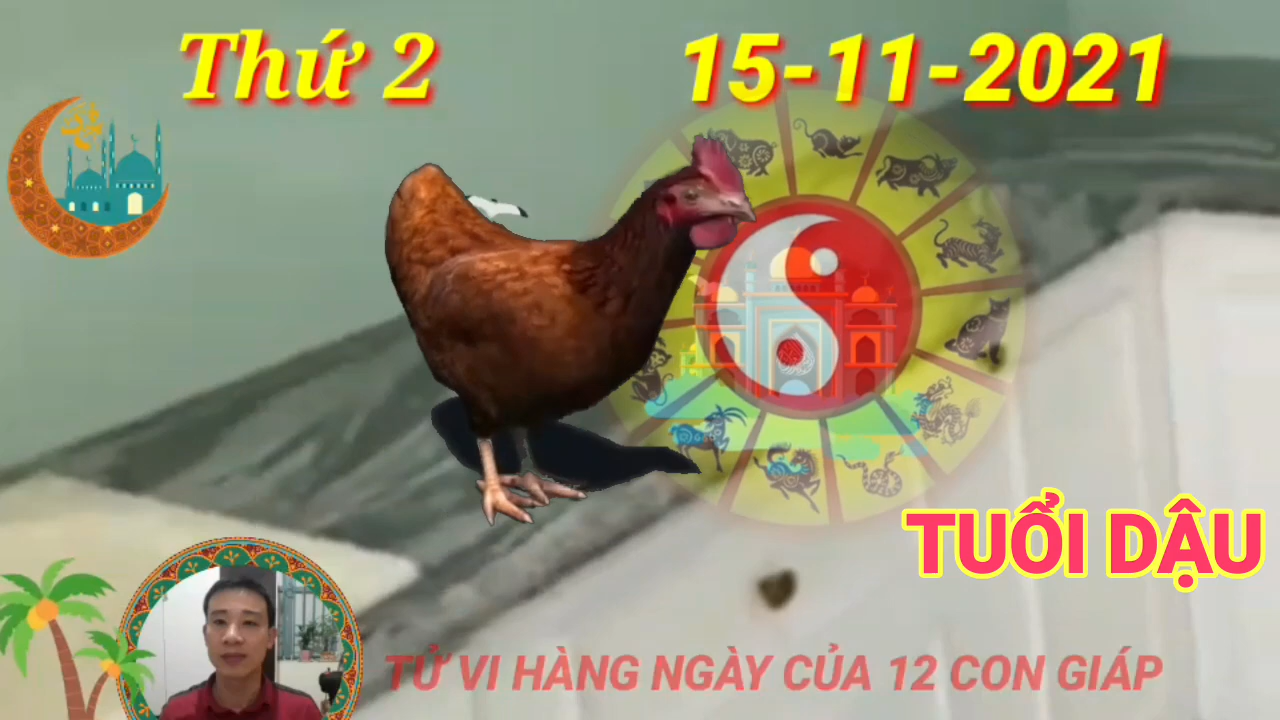 Thứ 2
15-11-2021
TUỔI DẬU
TỬ VI HÀNG NGÀY CỦA 12 CON GIÁP